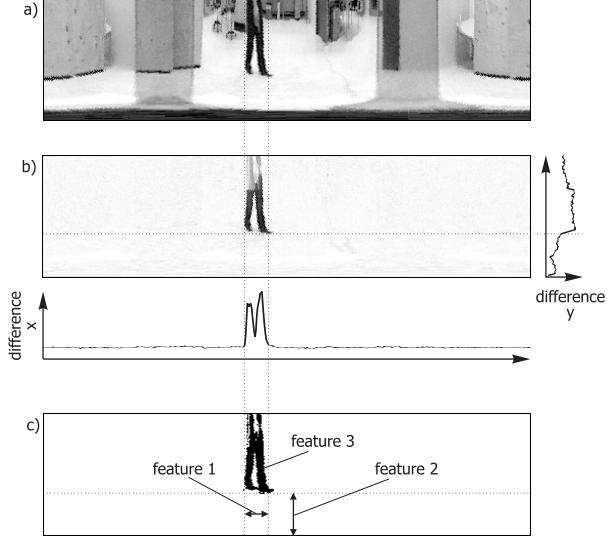 a)
b)
difference
x
difference
y
c)
feature 3
feature 1
feature 2